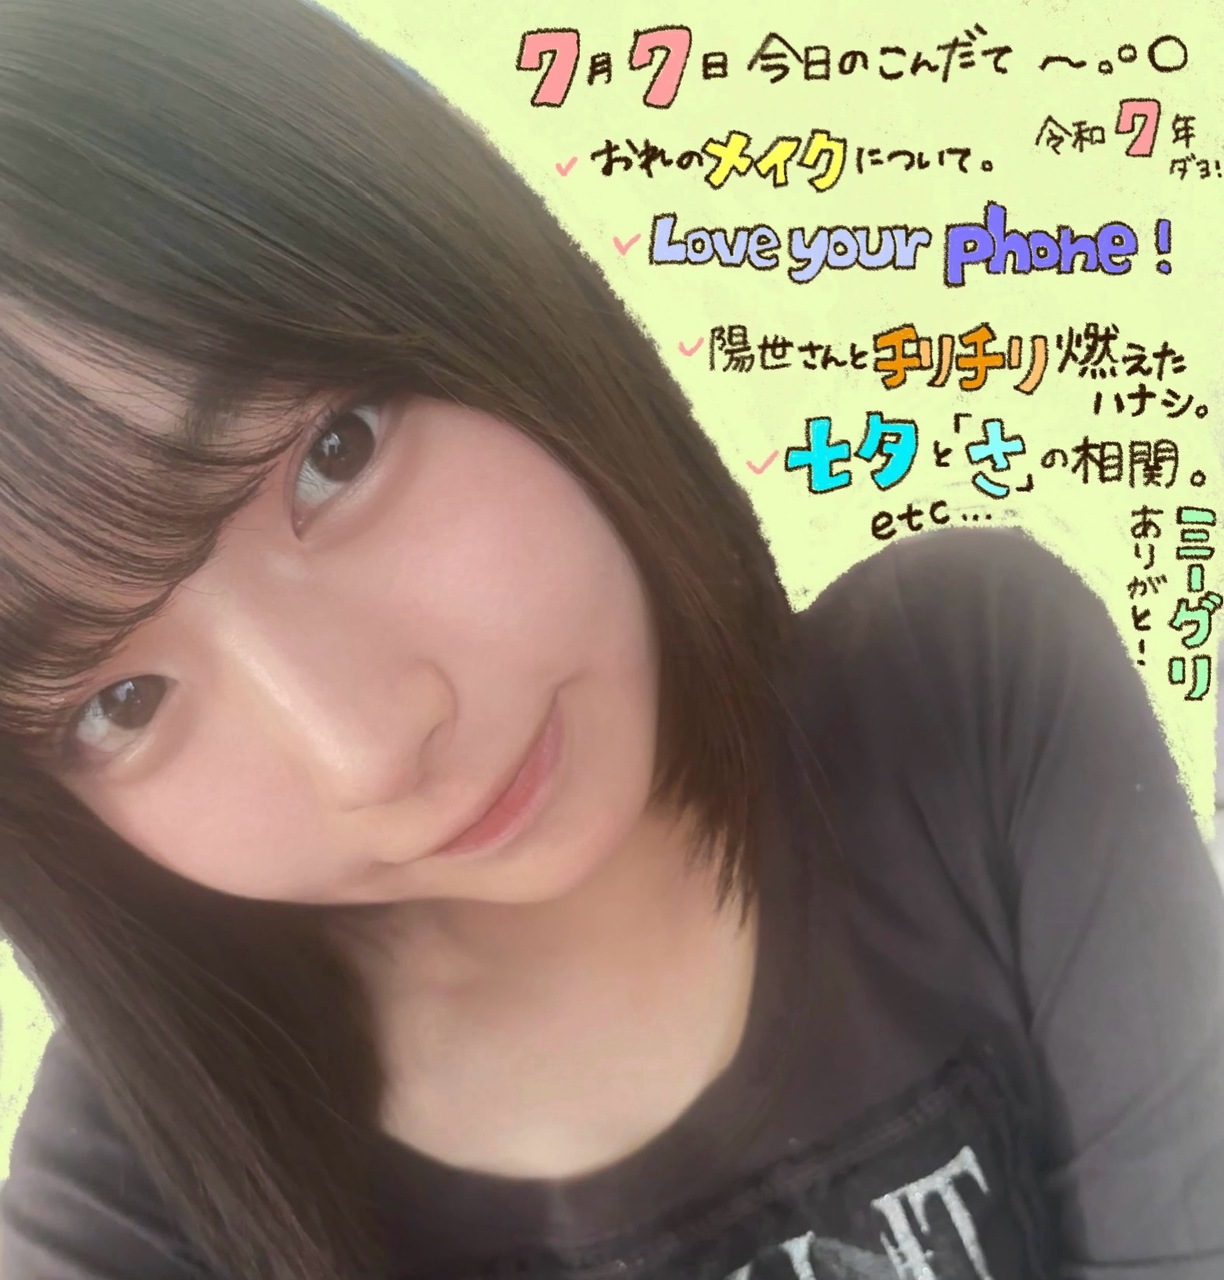 7月7日 今日のこんだて 〜。o○
令和7年
ダヨ!
おれのメイクについて。
Love your phone!
陽世さんとチリチリ燃えた
ハナシ。
七夕と「さ」の相関。
etc...
ミーグリ
ありがと!